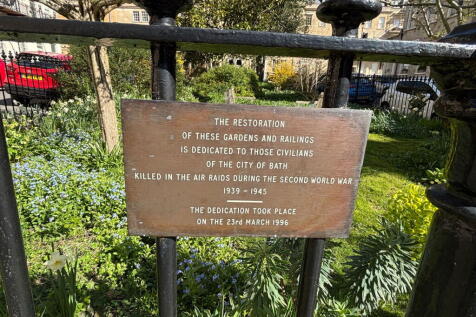 THE RESTORATION
OF THESE GARDENS AND RAILINGS
IS DEDICATED TO THOSE CIVILIANS
OF THE CITY OF BATH
KILLED IN THE AIR RAIDS DURING THE SECOND WORLD WAR
1939 - 1945
THE DEDICATION TOOK PLACE
ON THE 23rd MARCH 1996